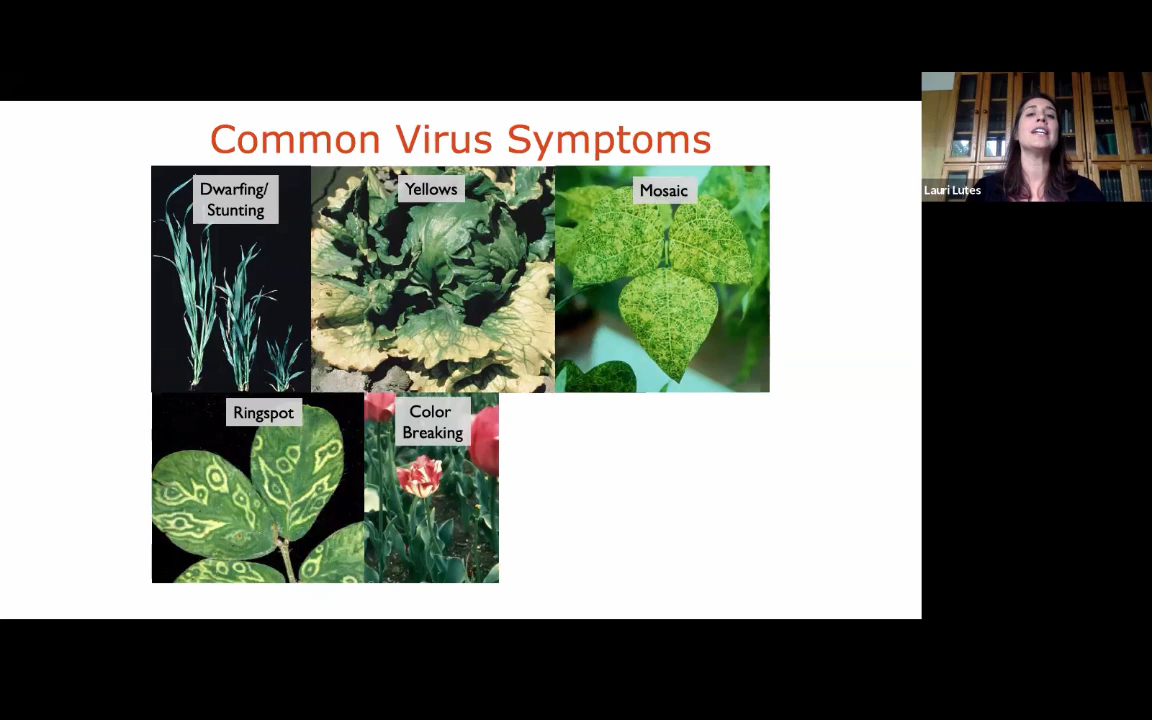 Common Virus Symptoms
Dwarfing/
Stunting
Yellows
Mosaic
Ringspot
Color
Breaking
Lauri Lutes